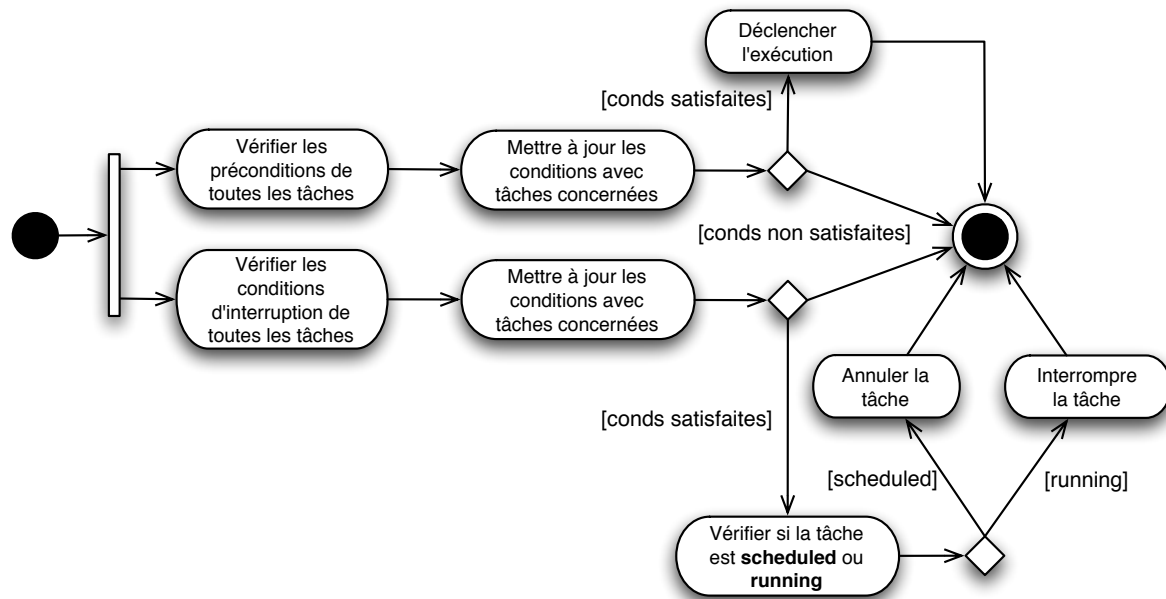 Déclencher
l'exécution
[conds satisfaites]
Vérifier les
préconditions de
toutes les tâches
Mettre à jour les
conditions avec
tâches concernées
[conds non satisfaites]
Vérifier les
conditions
d'interruption de
toutes les tâches
Mettre à jour les
conditions avec
tâches concernées
Annuler la
tâche
Interrompre
la tâche
[conds satisfaites]
[scheduled]
[running]
Vérifier si la tâche
est scheduled ou
running